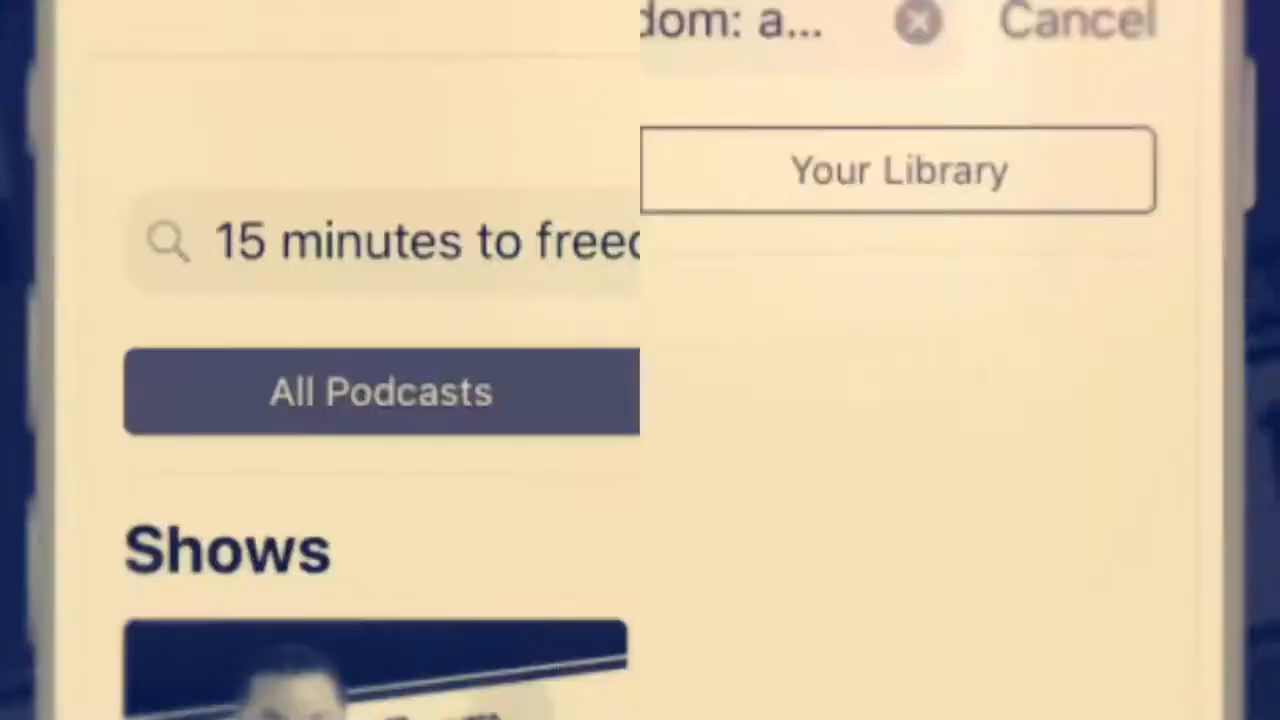 15 minutes to freed
dom: a...
Cancel
All Podcasts
Your Library
Shows